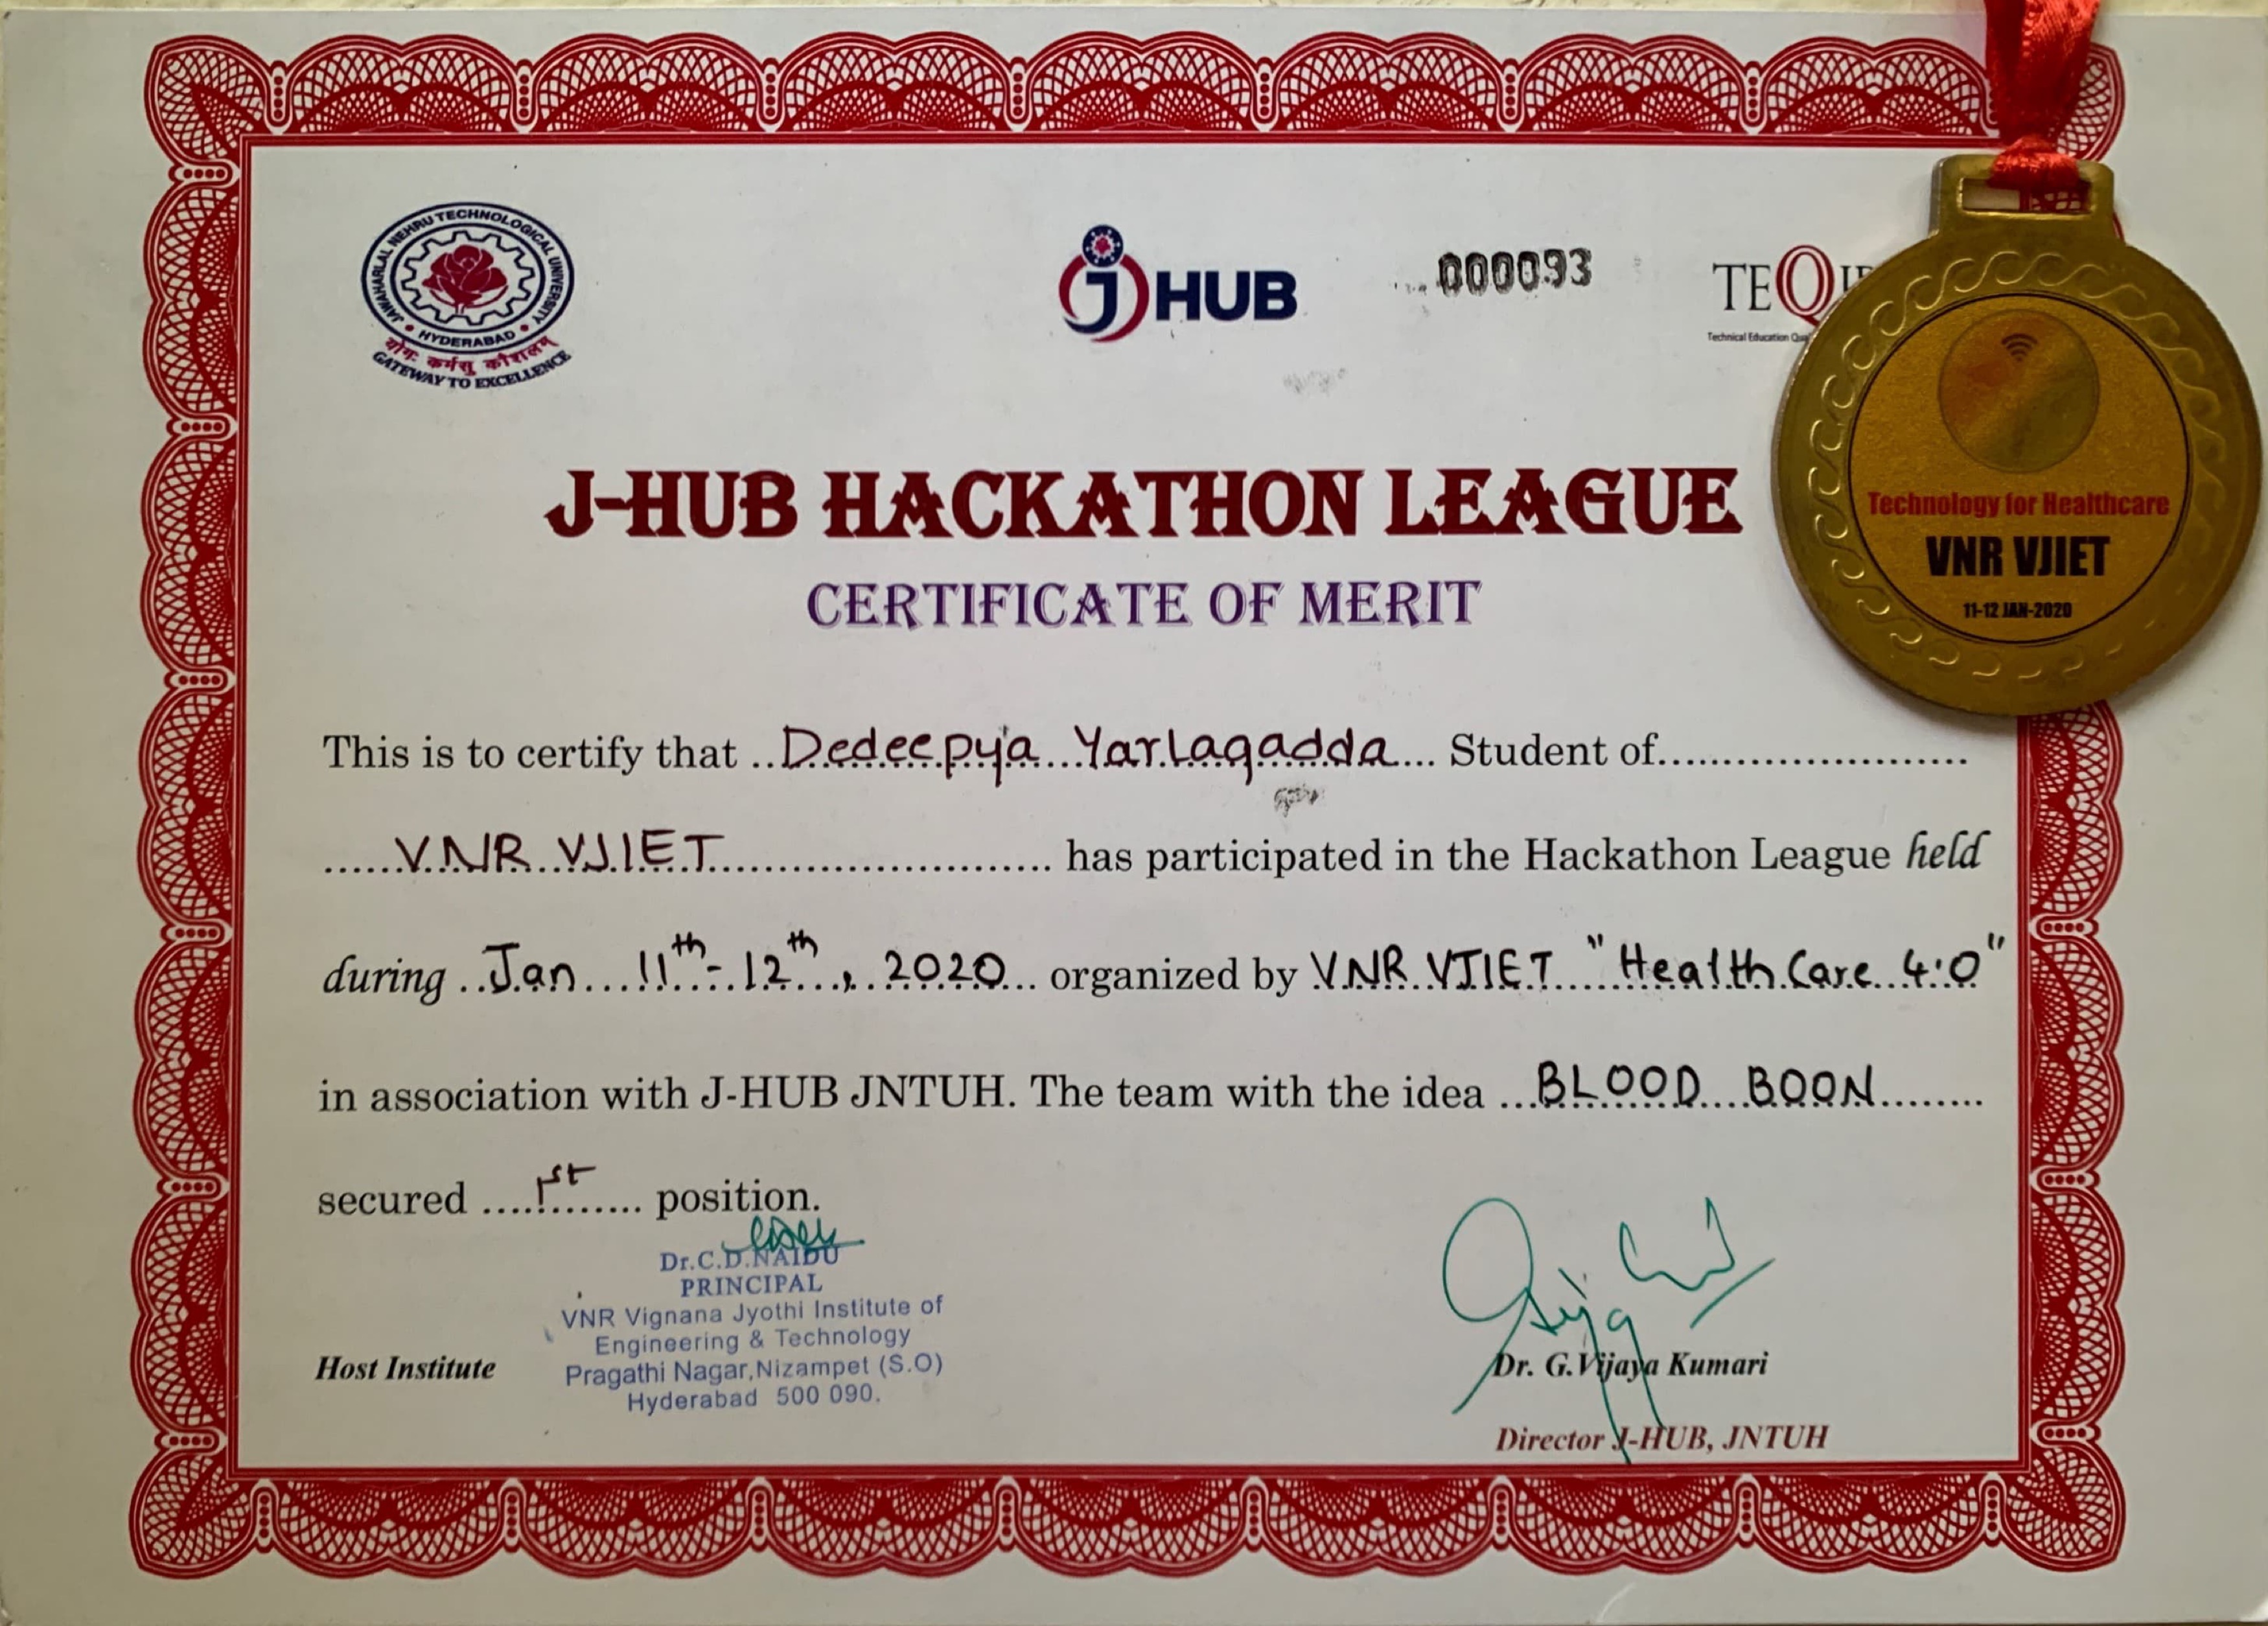 JAWAHARLAL NEHRU TECHNOLOGICAL UNIVERSITY
HYDERABAD
योगः कर्मसु कौशलम्
GATEWAY TO EXCELLENCE
J HUB
000093
TEQI
Technical Education
Technology for Healthcare
VNR VJIET
11-12 JAN-2020
J-HUB HACKATHON LEAGUE
CERTIFICATE OF MERIT
This is to certify that ..Dedeepya...Yarlagadda... Student of.......................
.....VNR..VJIET............................... has participated in the Hackathon League held
during ..Jan....11th-12th, 2020... organized by VNR VJIET "Health Care 4.0"
in association with J-HUB JNTUH. The team with the idea ...BLOOD...BOON........
secured ....1st....... position.
Dr.C.D.NAIDU
PRINCIPAL
VNR Vignana Jyothi Institute of
Engineering & Technology
Pragathi Nagar,Nizampet (S.O)
Hyderabad 500 090.
Host Institute
Dr. G.Vijaya Kumari
Director J-HUB, JNTUH